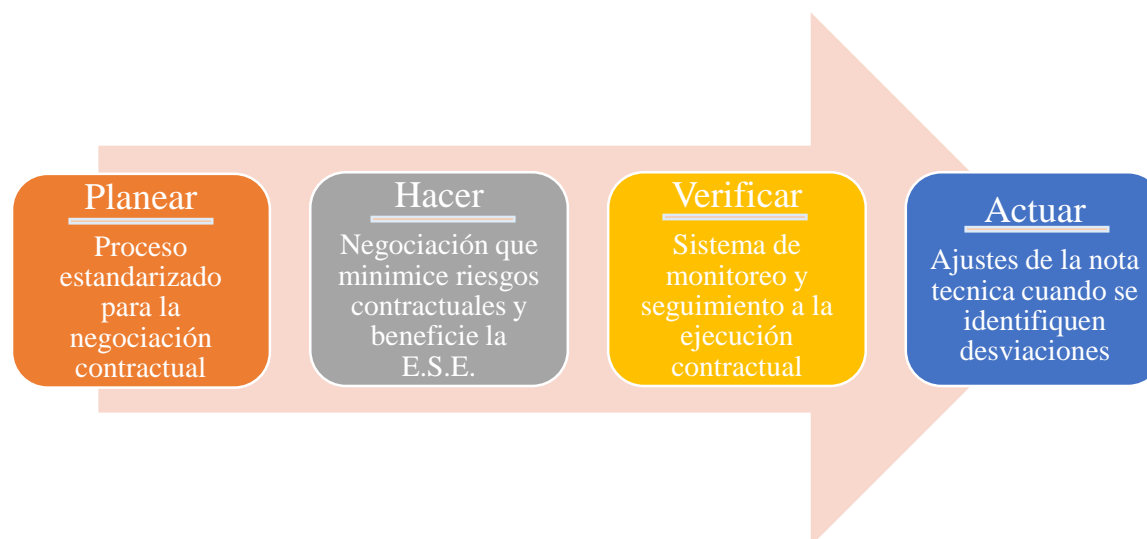 Planear
Proceso
estandarizado
para la
negociación
contractual
Hacer
Negociación que
minimice riesgos
contractuales y
beneficie la
E.S.E.
Verificar
Sistema de
monitoreo y
seguimiento a la
ejecución
contractual
Actuar
Ajustes de la nota
tecnica cuando se
identifiquen
desviaciones